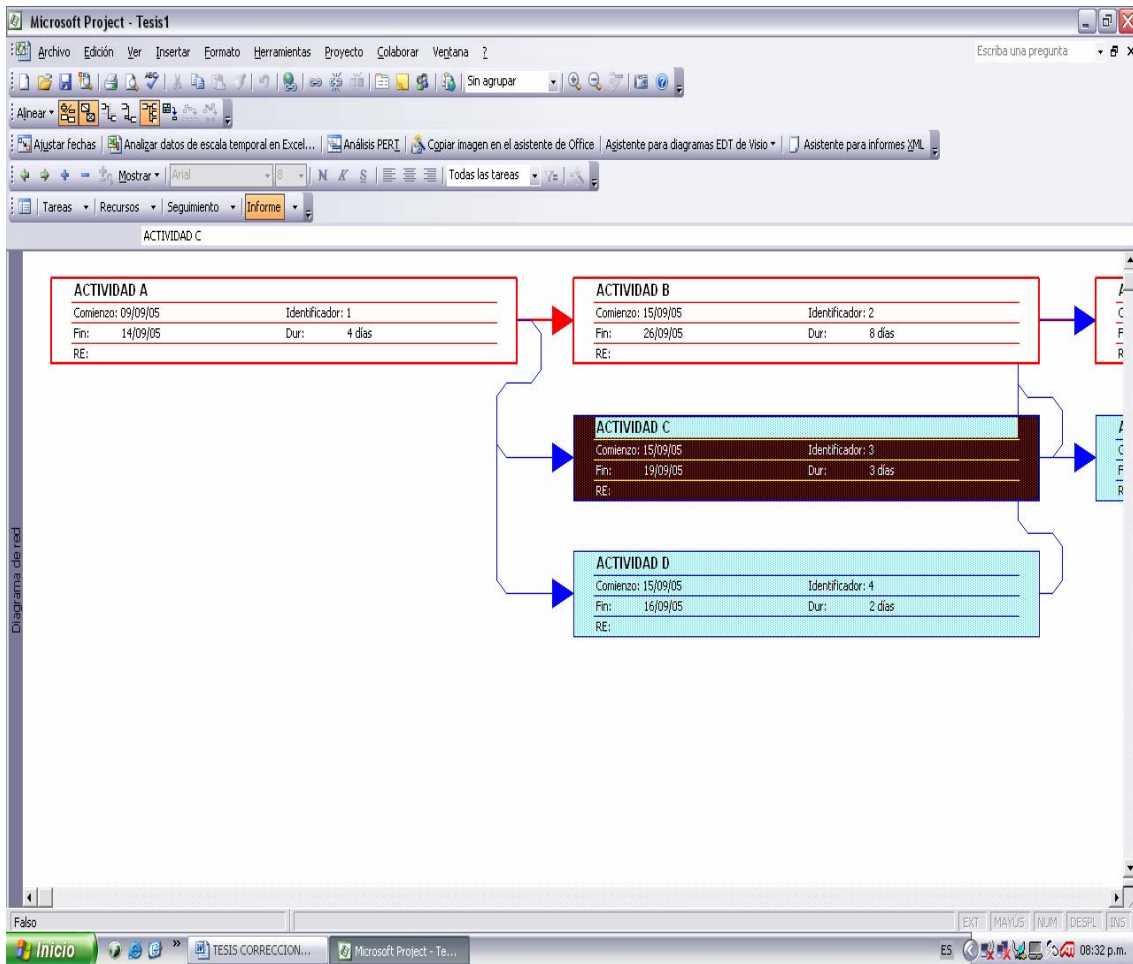 Microsoft Project - Tesis1
Archivo Edición Ver Insertar Formato Herramientas Proyecto Colaborar Ventana ? Escriba una pregunta
Sin agrupar
Alinear
Ajustar fechas Analizar datos de escala temporal en Excel... Análisis PERT Copiar imagen en el asistente de Office Asistente para diagramas EDT de Visio Asistente para informes XML
Mostrar Arial 8 N K S Todas las tareas
Tareas Recursos Seguimiento Informe
ACTIVIDAD C
ACTIVIDAD A
Comienzo: 09/09/05 Identificador: 1
Fin: 14/09/05 Dur: 4 días
RE:
ACTIVIDAD B
Comienzo: 15/09/05 Identificador: 2
Fin: 26/09/05 Dur: 8 días
RE:
ACTIVIDAD C
Comienzo: 15/09/05 Identificador: 3
Fin: 19/09/05 Dur: 3 días
RE:
ACTIVIDAD D
Comienzo: 15/09/05 Identificador: 4
Fin: 16/09/05 Dur: 2 días
RE:
Diagrama de red
Falso EXT MAYÚS NUM DESPL INS
Inicio » TESIS CORRECCION... Microsoft Project - Te... ES 08:32 p.m.